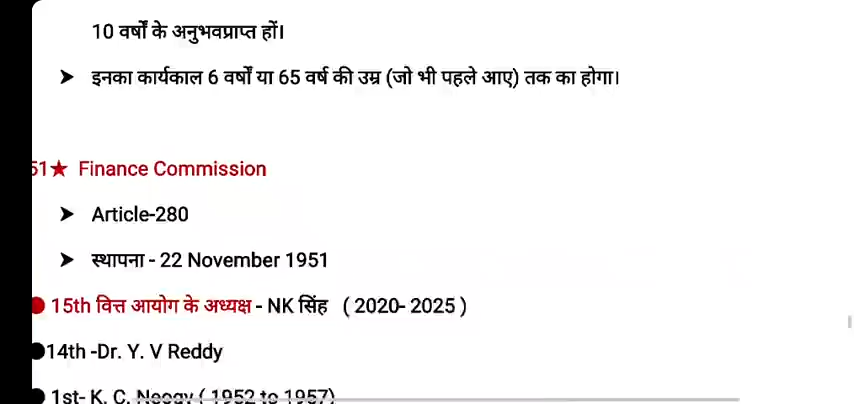 10 वर्षों के अनुभवप्राप्त हों।
➤ इनका कार्यकाल 6 वर्षों या 65 वर्ष की उम्र (जो भी पहले आए) तक का होगा।
51★ Finance Commission
➤ Article-280
➤ स्थापना - 22 November 1951
● 15th वित्त आयोग के अध्यक्ष - NK सिंह ( 2020- 2025 )
●14th -Dr. Y. V Reddy
● 1st- K. C. Neogy ( 1952 to 1957)